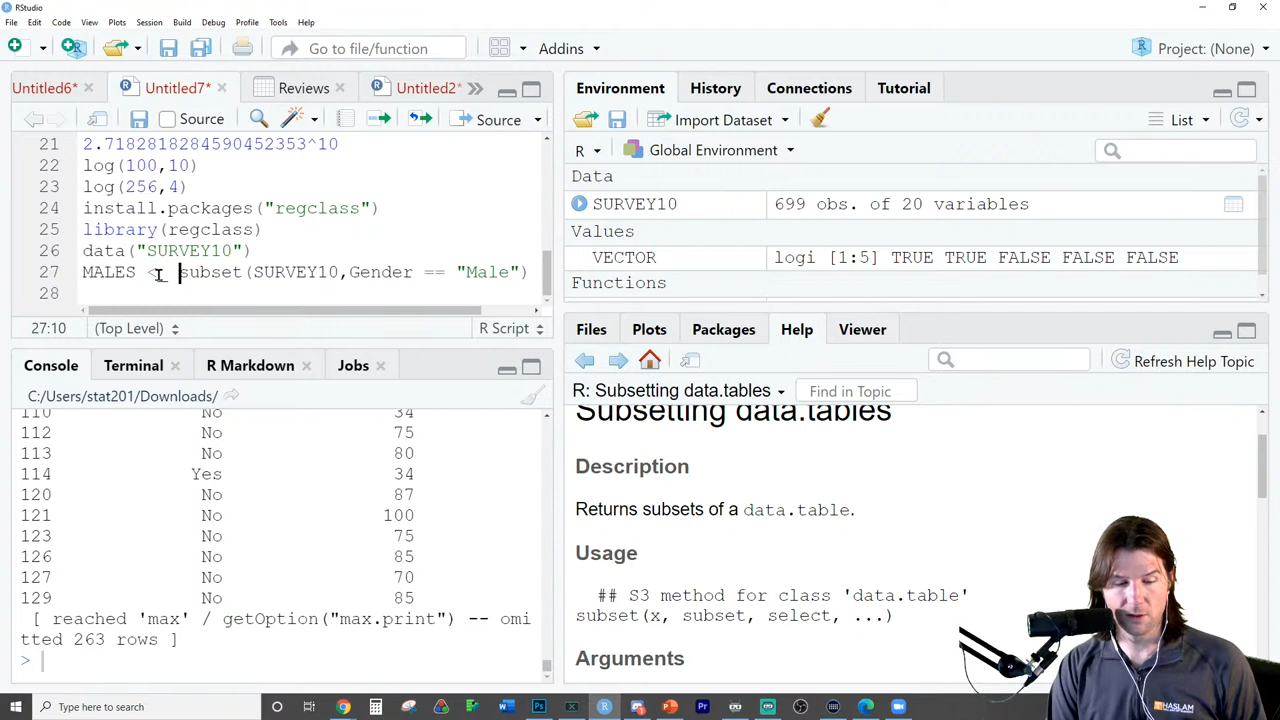 RStudio
File Edit Code View Plots Session Build Debug Profile Tools Help
Go to file/function
Addins
Project: (None)
Untitled6* Untitled7* Reviews Untitled2*
Source Source
21 2.7182818284590452353^10
22 log(100,10)
23 log(256,4)
24 install.packages("regclass")
25 library(regclass)
26 data("SURVEY10")
27 MALES <- subset(SURVEY10,Gender == "Male")
28
27:10 (Top Level) R Script
Console Terminal R Markdown Jobs
C:/Users/stat201/Downloads/
110 No 34
112 No 75
113 No 80
114 Yes 34
120 No 87
121 No 100
123 No 75
126 No 85
127 No 70
129 No 85
[ reached 'max' / getOption("max.print") -- omi
tted 263 rows ]
>
Environment History Connections Tutorial
Import Dataset List
R Global Environment
Data
SURVEY10 699 obs. of 20 variables
Values
VECTOR logi [1:5] TRUE TRUE FALSE FALSE FALSE
Functions
Files Plots Packages Help Viewer
Refresh Help Topic
R: Subsetting data.tables Find in Topic
Subsetting data.tables
Description
Returns subsets of a data.table.
Usage
## S3 method for class 'data.table'
subset(x, subset, select, ...)
Arguments
HASLAM
Type here to search